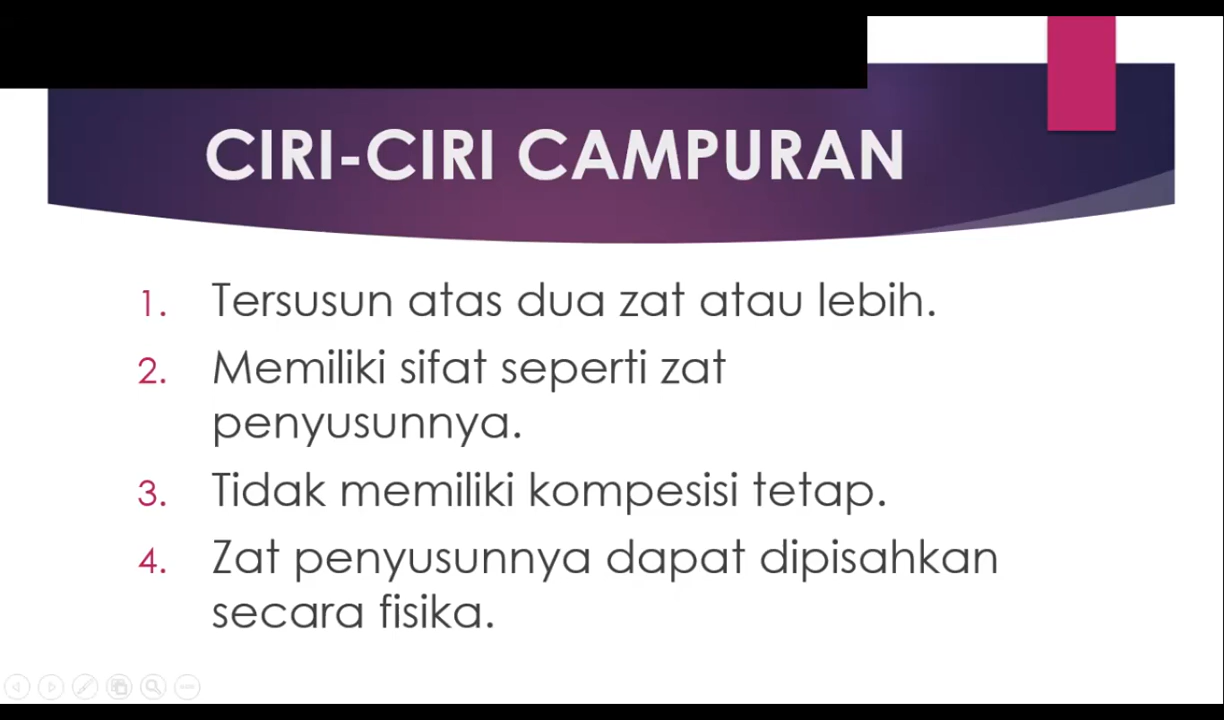 CIRI-CIRI CAMPURAN
1. Tersusun atas dua zat atau lebih.
2. Memiliki sifat seperti zat
penyusunnya.
3. Tidak memiliki kompesisi tetap.
4. Zat penyusunnya dapat dipisahkan
secara fisika.